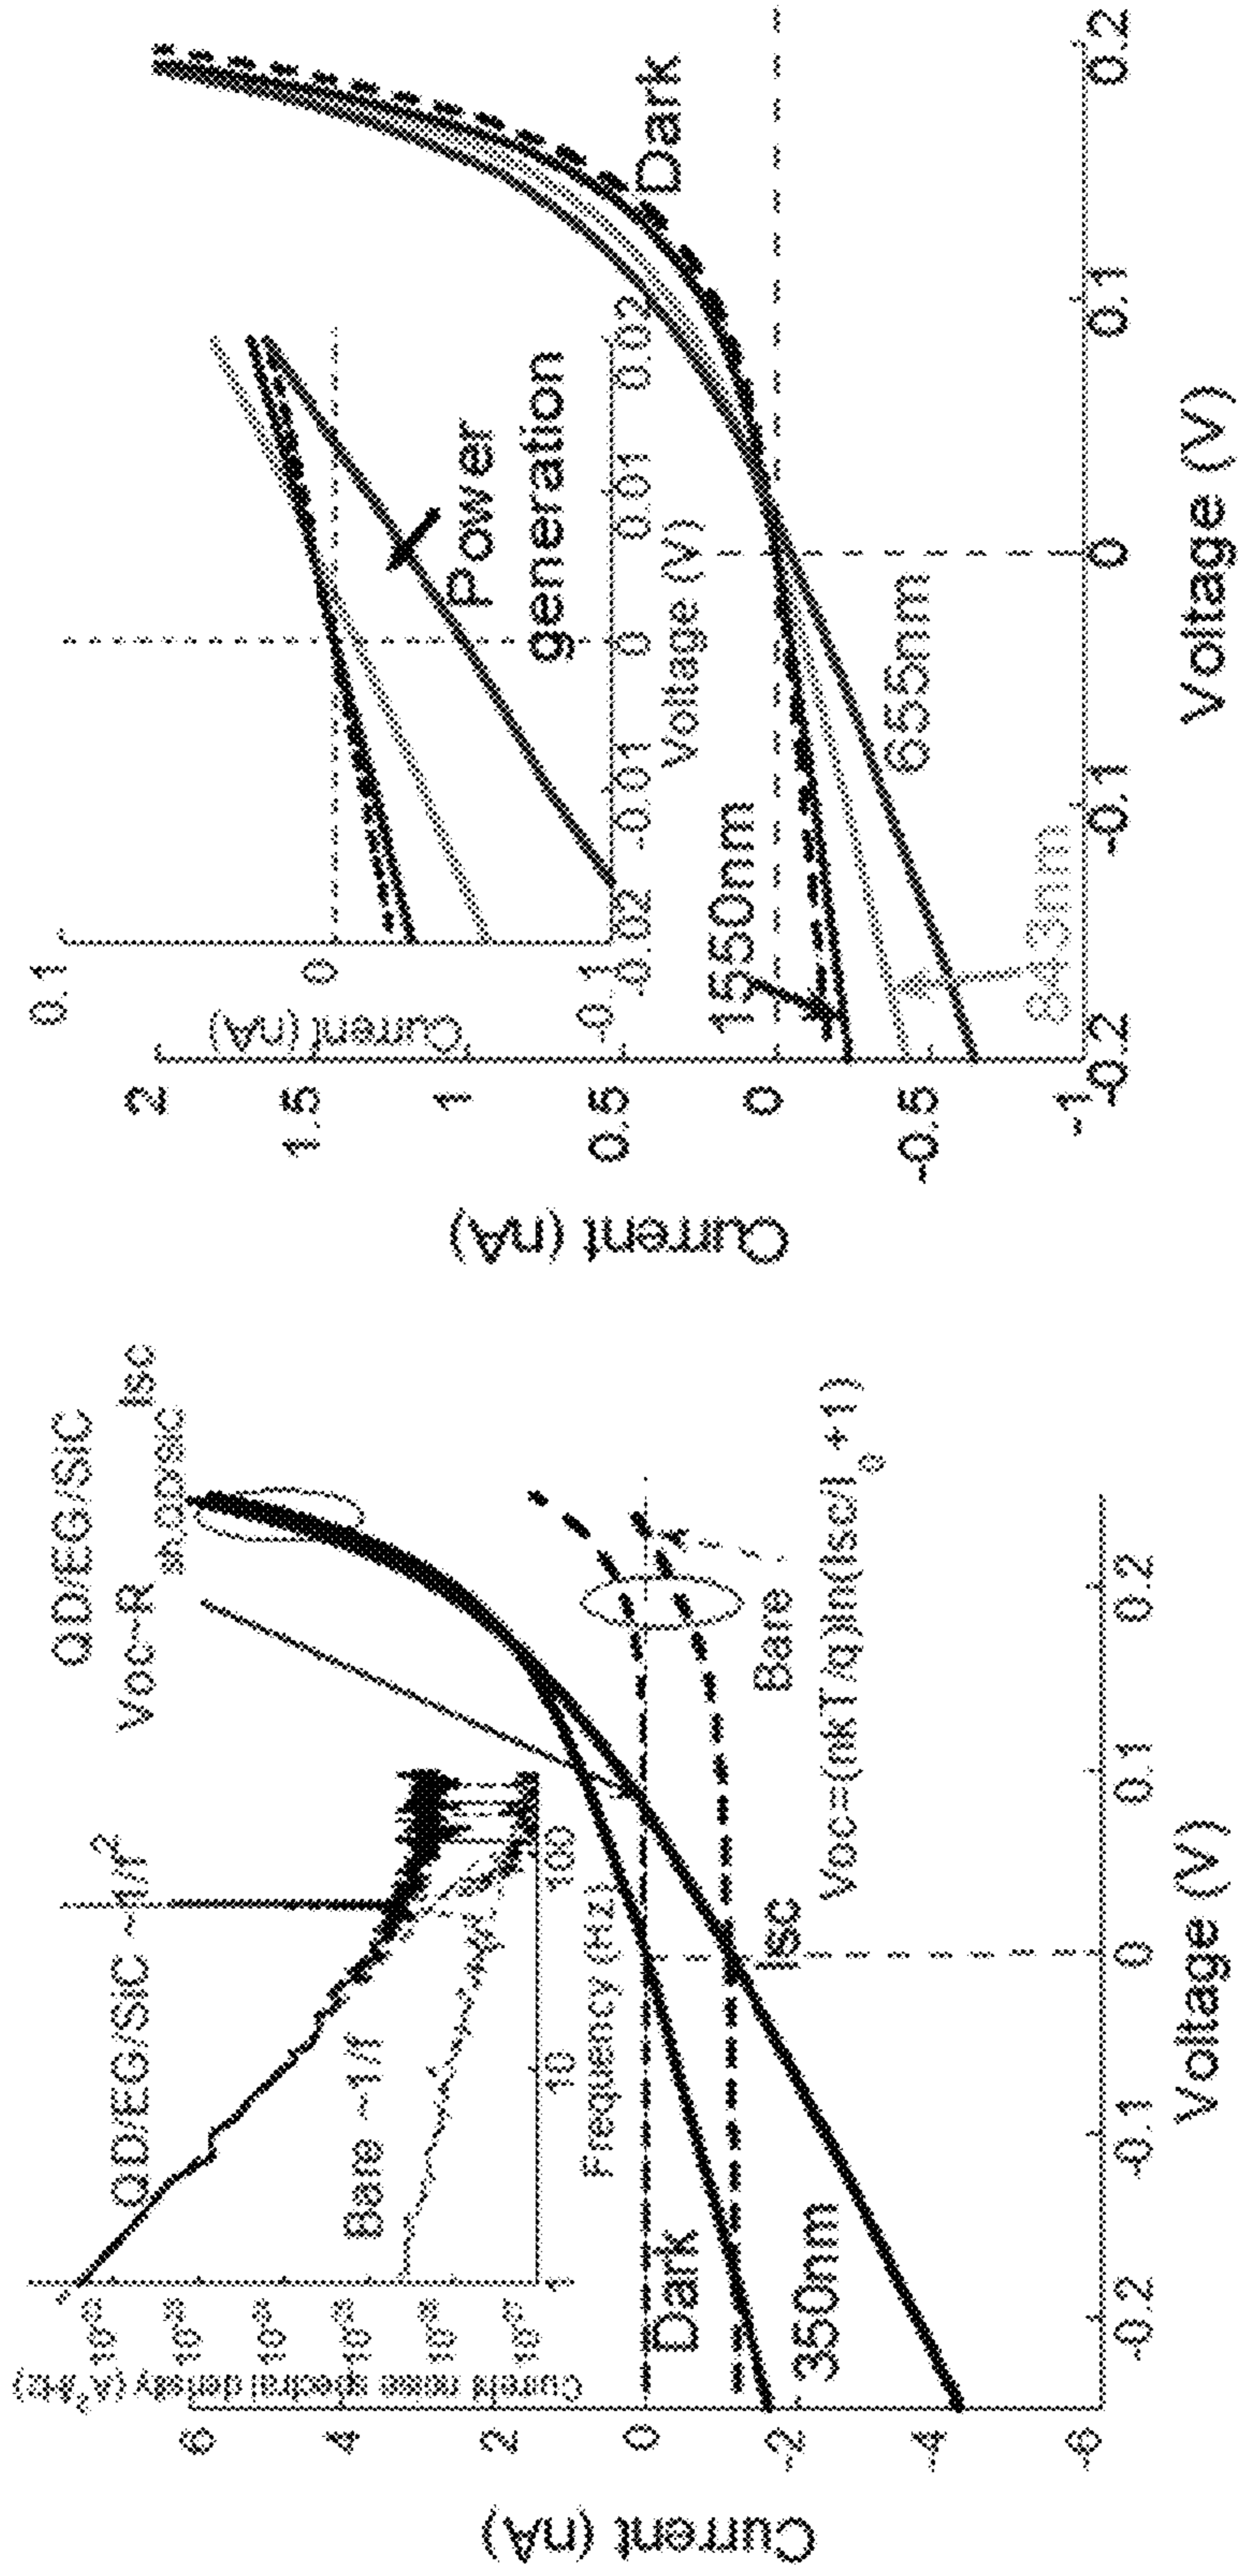 QD/EG/SiC
Voc~R sh.QD/SiC Isc
QD/EG/SiC ~1/f²
Bare ~1/f
1
10
100
Frequency (Hz)
Current noise spectral density (A²/Hz)
6
4
2
0
-2
-4
-6
Current (nA)
Dark
350nm
Isc
Bare
Voc=(nkT/q)ln(Isc/I₀+1)
-0.2
-0.1
0
0.1
0.2
Voltage (V)
0.1
0
-0.1
Current (nA)
-0.02
-0.01
0
0.01
0.02
Voltage (V)
Power
generation
2
1.5
1
0.5
0
-0.5
-1
Current (nA)
Dark
1550nm
655nm
843nm
-0.2
-0.1
0
0.1
0.2
Voltage (V)